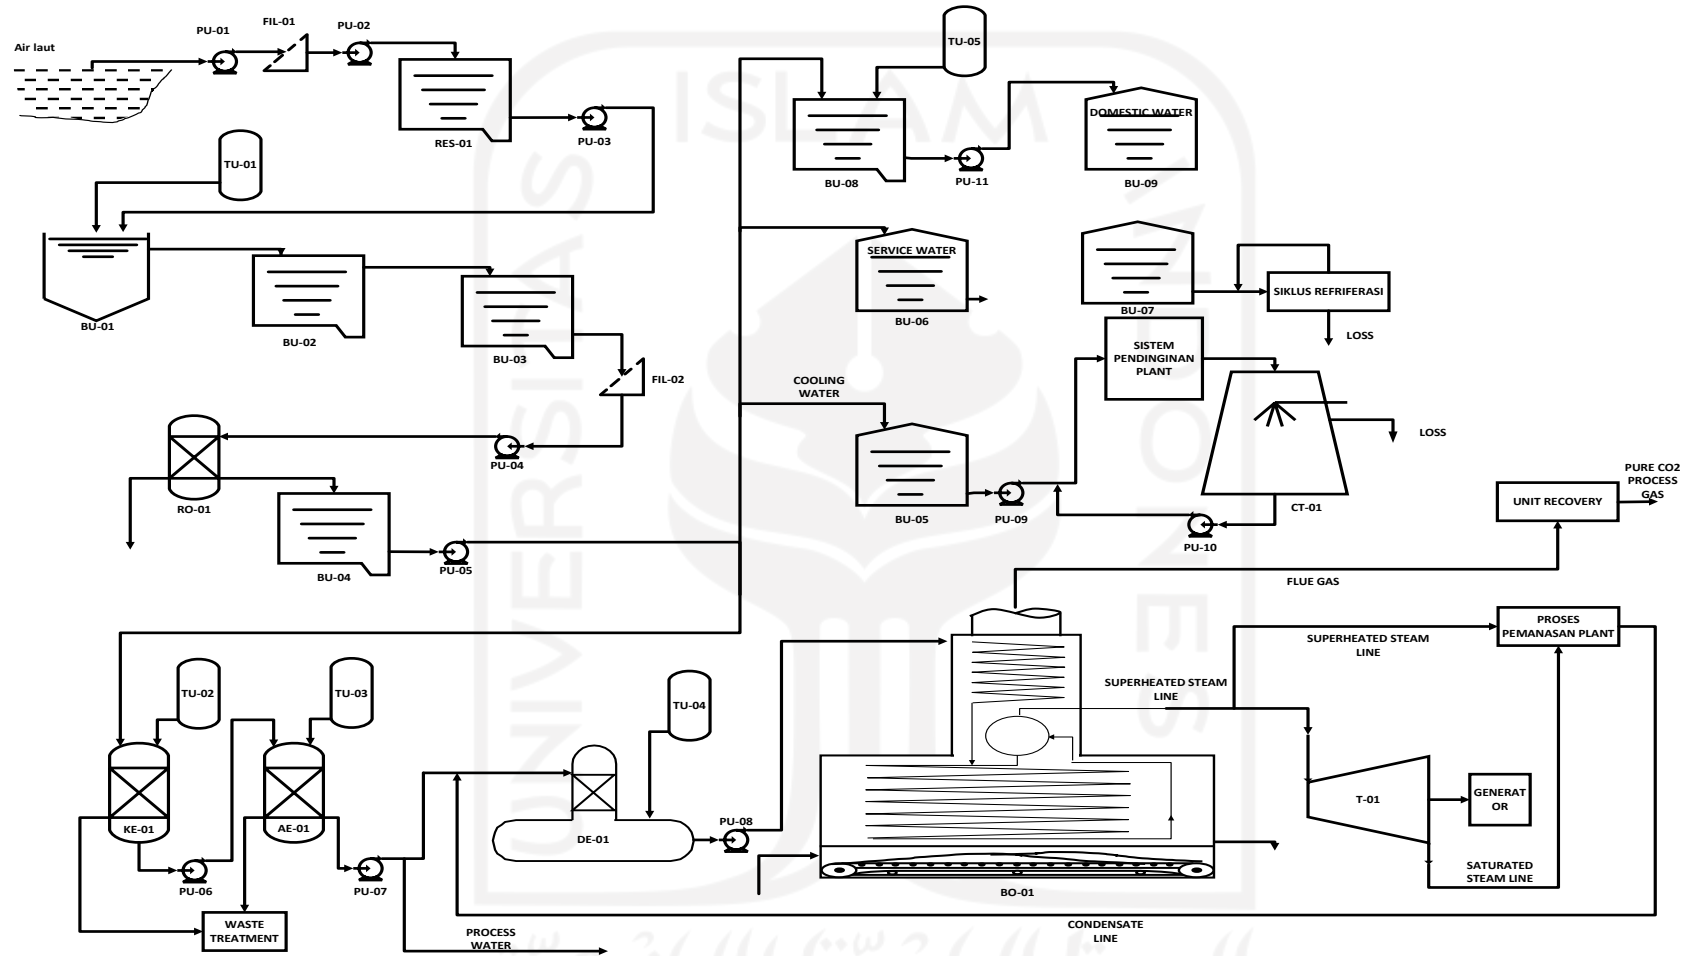 Air laut
PU-01
FIL-01
PU-02
RES-01
PU-03
TU-01
BU-01
BU-02
BU-03
FIL-02
PU-04
RO-01
BU-04
PU-05
TU-05
BU-08
PU-11
DOMESTIC WATER
BU-09
SERVICE WATER
BU-06
BU-07
SIKLUS REFRIFERASI
LOSS
SISTEM
PENDINGINAN
PLANT
COOLING
WATER
BU-05
PU-09
PU-10
CT-01
LOSS
UNIT RECOVERY
PURE CO2
PROCESS
GAS
FLUE GAS
PROSES
PEMANASAN PLANT
SUPERHEATED STEAM
LINE
SUPERHEATED STEAM
LINE
TU-02
TU-03
TU-04
KE-01
AE-01
PU-06
PU-07
WASTE
TREATMENT
DE-01
PU-08
BO-01
T-01
GENERAT
OR
SATURATED
STEAM LINE
CONDENSATE
LINE
PROCESS
WATER
UNIVERSITAS
ISLAM
INDONESIA